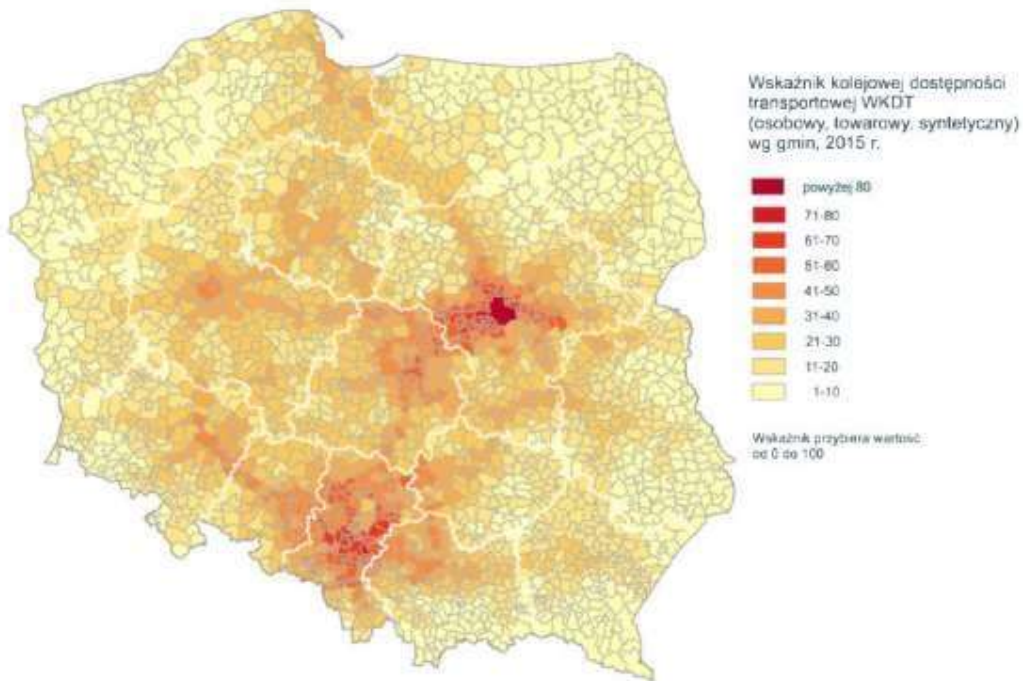 Wskaźnik kolejowej dostępności
transportowej WKDT
(osobowy, towarowy, syntetyczny)
wg gmin, 2015 r.
powyżej 80
71-80
61-70
51-60
41-50
31-40
21-30
11-20
1-10
Wskaźnik przybiera wartość
od 0 do 100